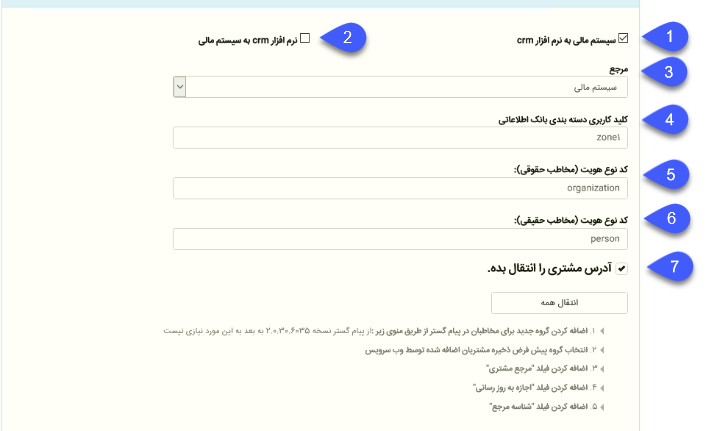 سیستم مالی به نرم افزار crm
1
نرم افزار crm به سیستم مالی
2
مرجع
3
سیستم مالی
کلید کاربری دسته بندی بانک اطلاعاتی
4
zone1
کد نوع هویت (مخاطب حقوقی):
5
organization
کد نوع هویت (مخاطب حقیقی):
6
person
آدرس مشتری را انتقال بده.
7
انتقال همه
۱. اضافه کردن گروه جدید برای مخاطبان در پیام گستر از طریق منوی زیر :از پیام گستر نسخه ۲.۰.۳۰.۶۰۳۵ به بعد به این مورد نیازی نیست
۲. انتخاب گروه پیش فرض ذخیره مشتریان اضافه شده توسط وب سرویس
۳. اضافه کردن فیلد "مرجع مشتری"
۴. اضافه کردن فیلد "اجازه به روز رسانی"
۵. اضافه کردن فیلد "شناسه مرجع"